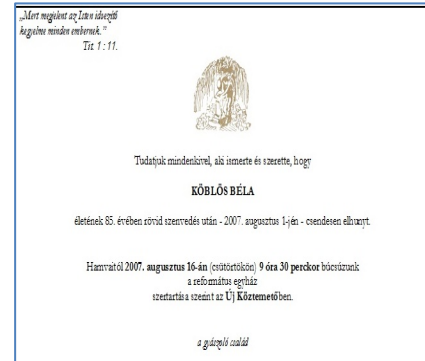 „Mert megjelent az Isten idvezítő
kegyelme minden embernek.”
Tit. 1 : 11.
Tudatjuk mindenkivel, aki ismerte és szerette, hogy
KÖBLÖS BÉLA
életének 85. évében rövid szenvedés után - 2007. augusztus 1-jén - csendesen elhunyt.
Hamvaitól 2007. augusztus 16-án (csütörtökön) 9 óra 30 perckor búcsúzunk
a református egyház
szertartása szerint az Új Köztemetőben.
a gyászoló család